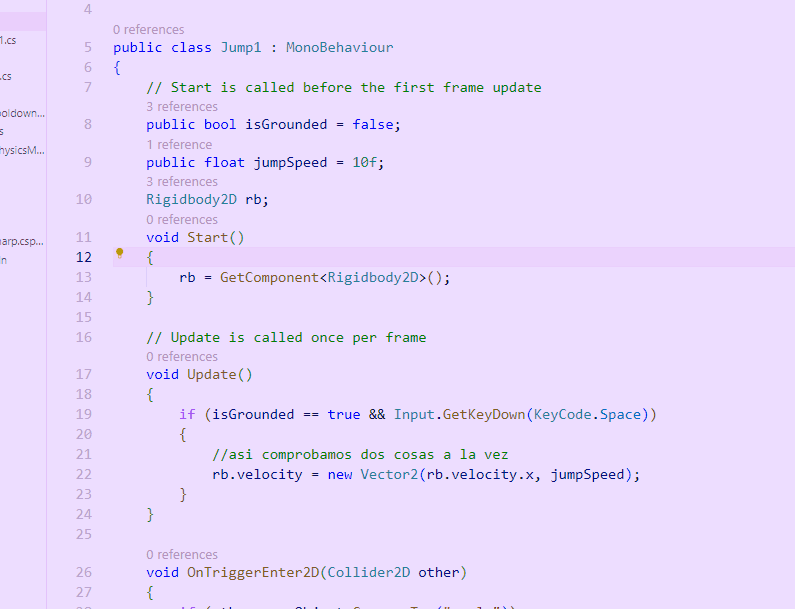 4
0 references
5 public class Jump1 : MonoBehaviour
1.cs
6 {
.cs
7 // Start is called before the first frame update
3 references
ooldown...
8 public bool isGrounded = false;
s
1 reference
hysicsM...
9 public float jumpSpeed = 10f;
3 references
10 Rigidbody2D rb;
0 references
11 void Start()
arp.csp...
12 {
in
13 rb = GetComponent<Rigidbody2D>();
14 }
15
16 // Update is called once per frame
0 references
17 void Update()
18 {
19 if (isGrounded == true && Input.GetKeyDown(KeyCode.Space))
20 {
21 //asi comprobamos dos cosas a la vez
22 rb.velocity = new Vector2(rb.velocity.x, jumpSpeed);
23 }
24 }
25
0 references
26 void OnTriggerEnter2D(Collider2D other)
27 {